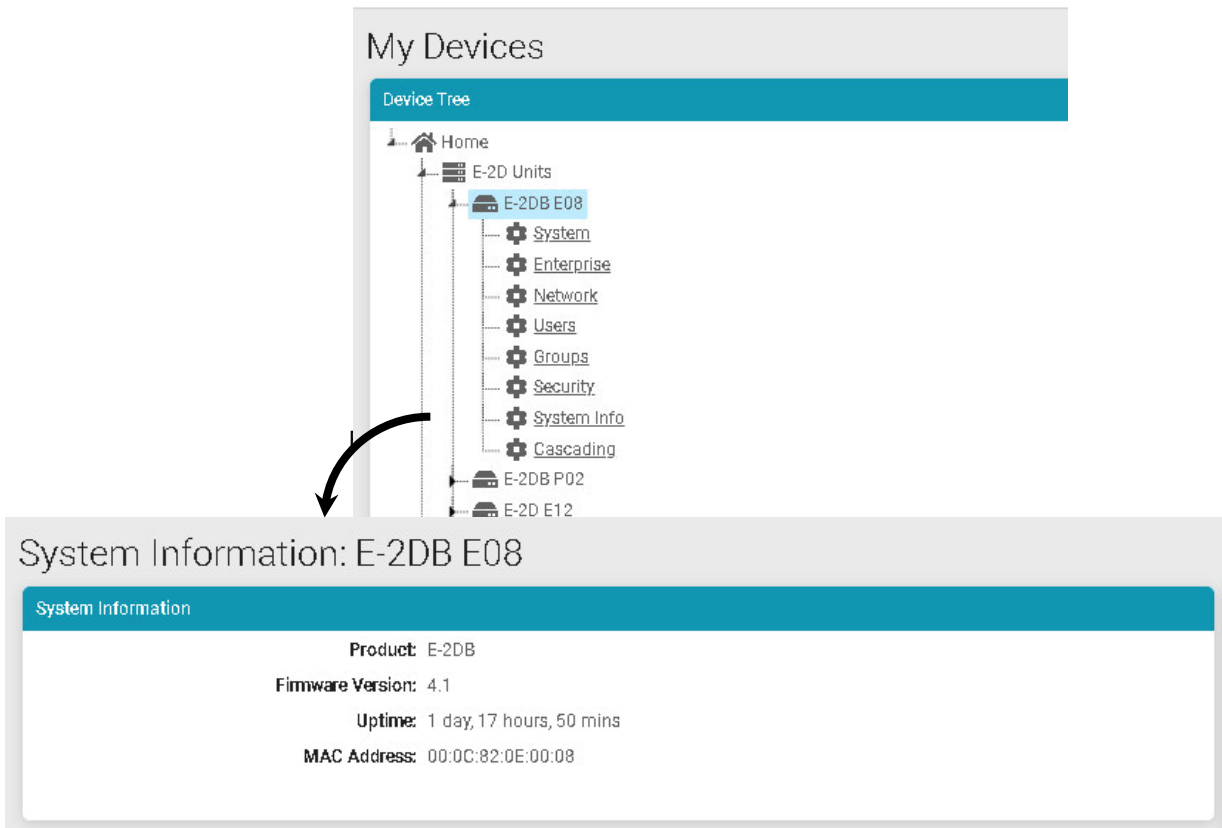 My Devices
Device Tree
Home
E-2D Units
E-2DB E08
System
Enterprise
Network
Users
Groups
Security
System Info
Cascading
E-2DB P02
E-2D E12
System Information: E-2DB E08
System Information
Product: E-2DB
Firmware Version: 4.1
Uptime: 1 day, 17 hours, 50 mins
MAC Address: 00:0C:82:0E:00:08